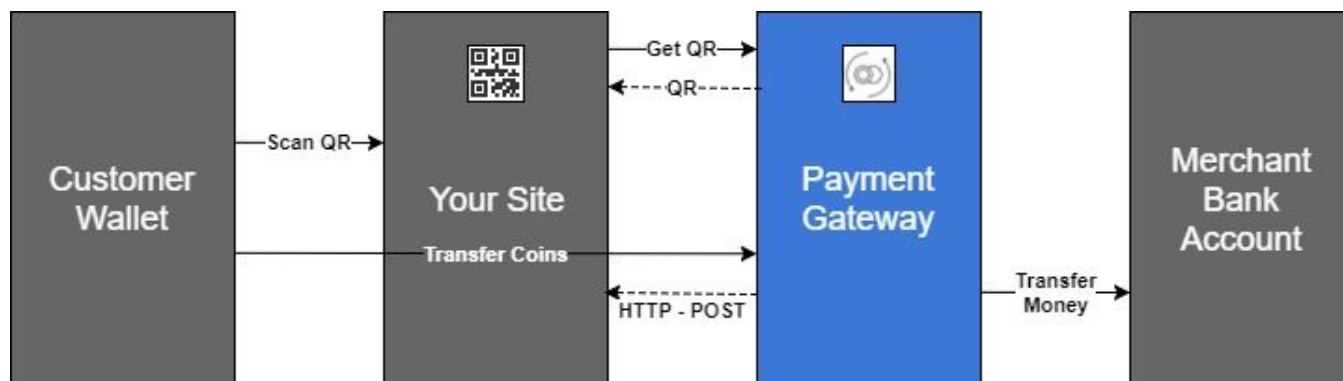 Get QR
QR
Scan QR
Customer
Wallet
Your Site
Payment
Gateway
Merchant
Bank
Account
Transfer Coins
HTTP - POST
Transfer
Money